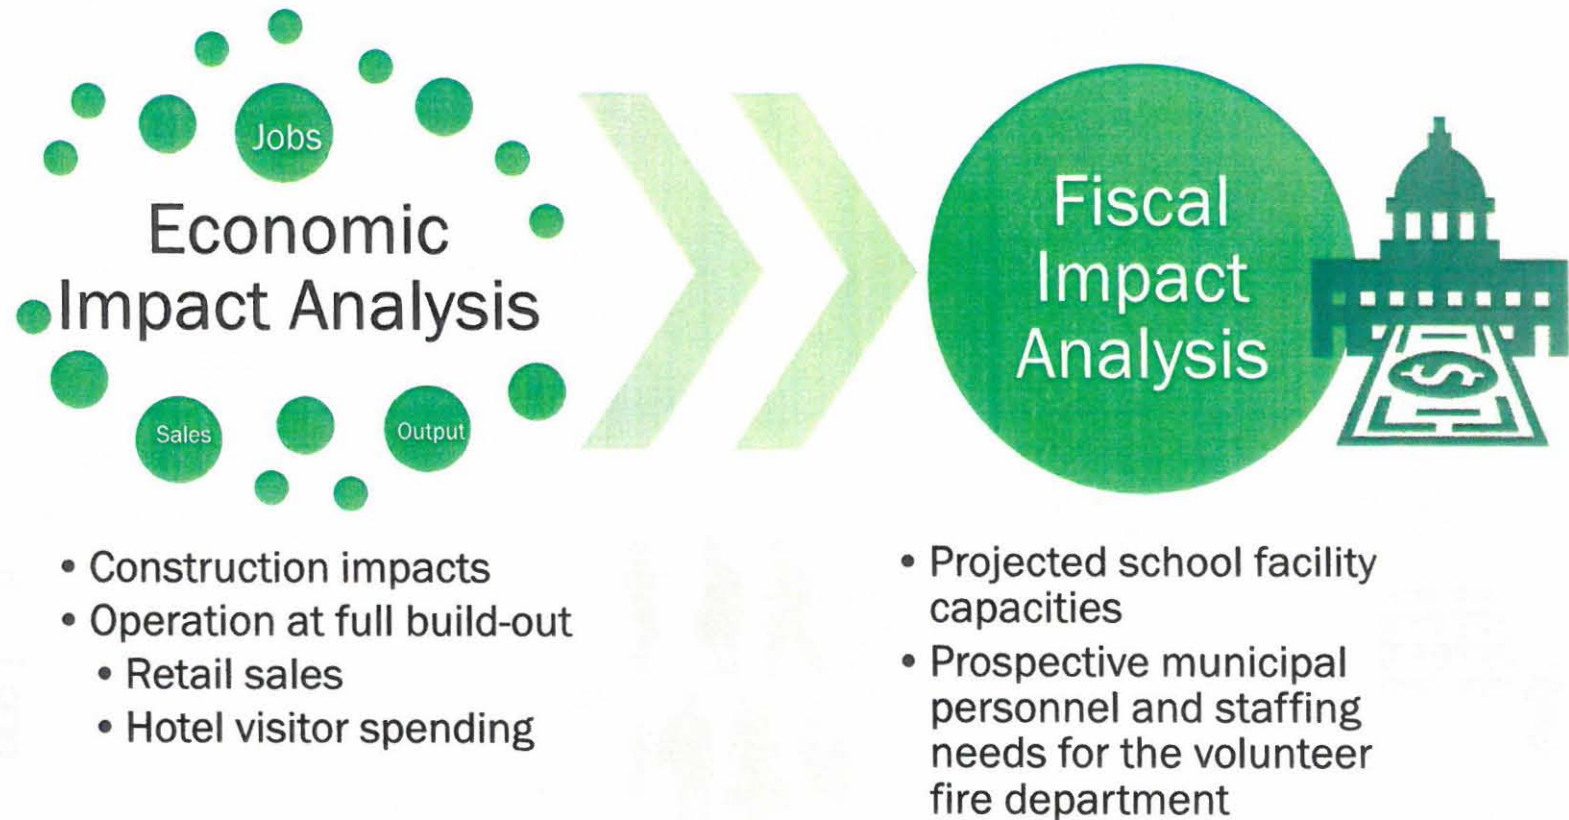 Jobs
Economic
Impact Analysis
Sales
Output
• Construction impacts
• Operation at full build-out
• Retail sales
• Hotel visitor spending
Fiscal
Impact
Analysis
$
• Projected school facility
capacities
• Prospective municipal
personnel and staffing
needs for the volunteer
fire department